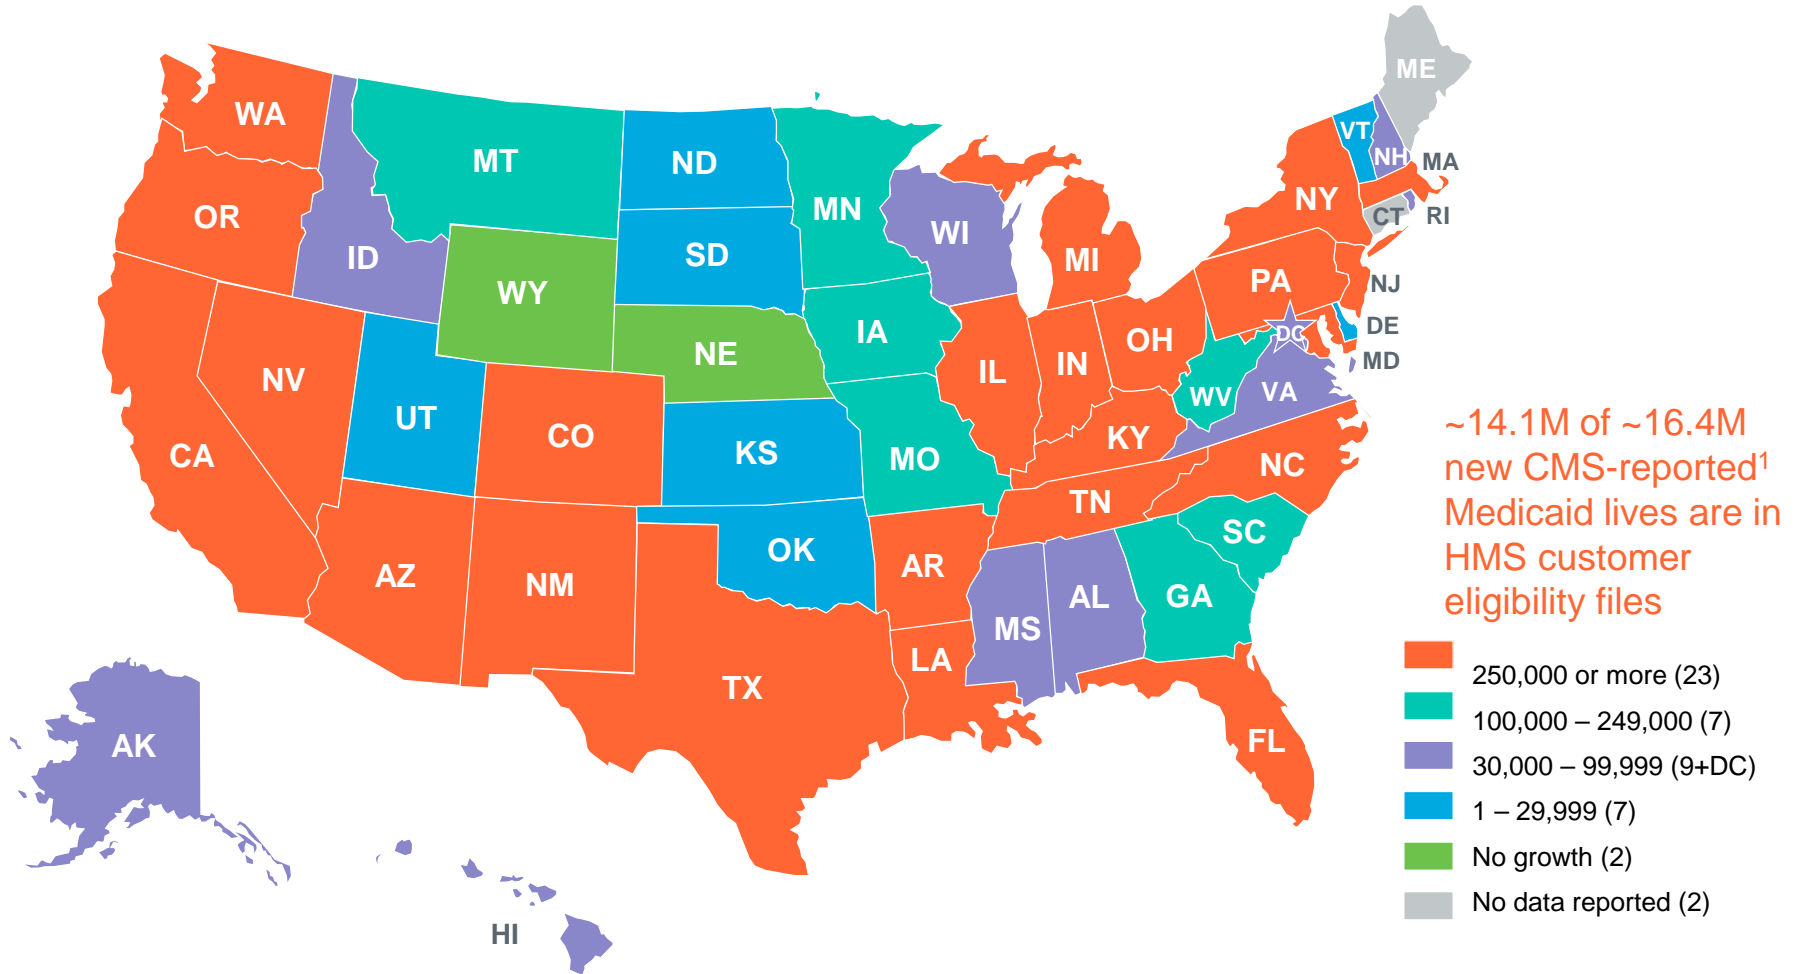 ME
WA
VT
MT
ND
NH
MA
NY
MN
OR
CT
RI
WI
ID
SD
MI
PA
NJ
WY
DE
IA
DC
OH
NE
MD
IN
IL
NV
WV
VA
UT
CO
KY
KS
CA
MO
NC
TN
SC
OK
AR
AZ
NM
AL
GA
MS
LA
TX
FL
AK
HI
~14.1M of ~16.4M
new CMS-reported¹
Medicaid lives are in
HMS customer
eligibility files
250,000 or more (23)
100,000 – 249,000 (7)
30,000 – 99,999 (9+DC)
1 – 29,999 (7)
No growth (2)
No data reported (2)